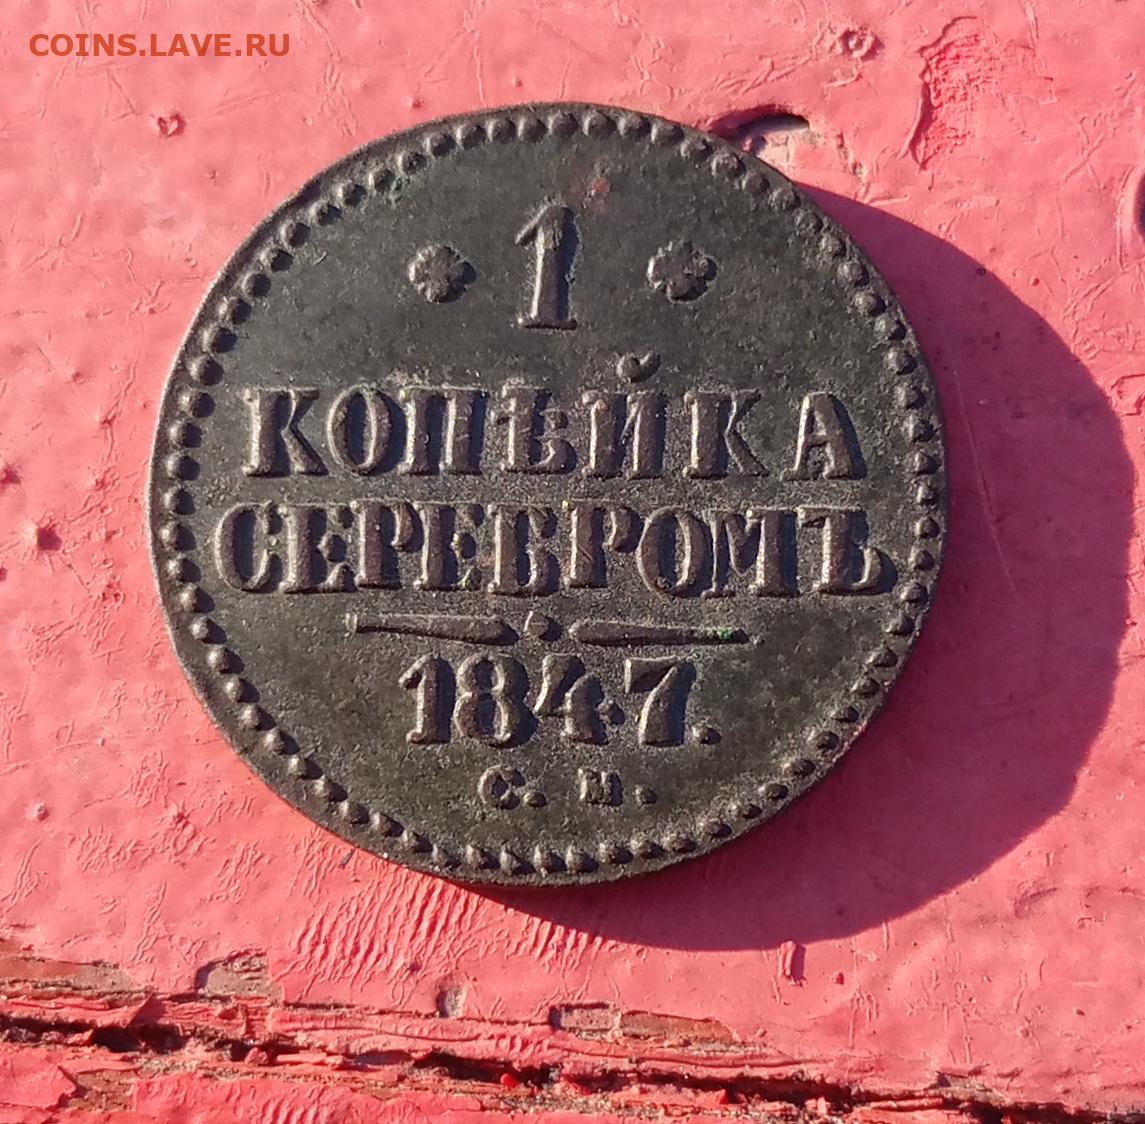 COINS.LAVE.RU
1
КОПѢЙКА
СЕРЕБРОМЪ
1847.
С. М.